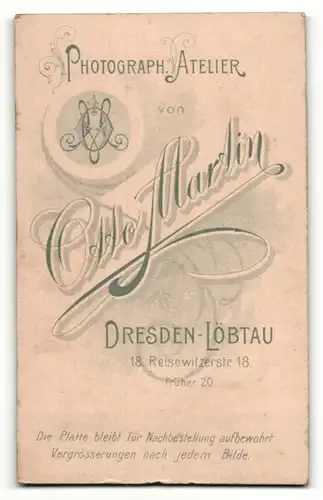 PHOTOGRAPH. ATELIER
von
Otto Martin
DRESDEN-LÖBTAU
18. Reisewitzerstr. 18.
früher 20
Die Platte bleibt für Nachbestellung aufbewahrt
Vergrösserungen nach jedem Bilde.